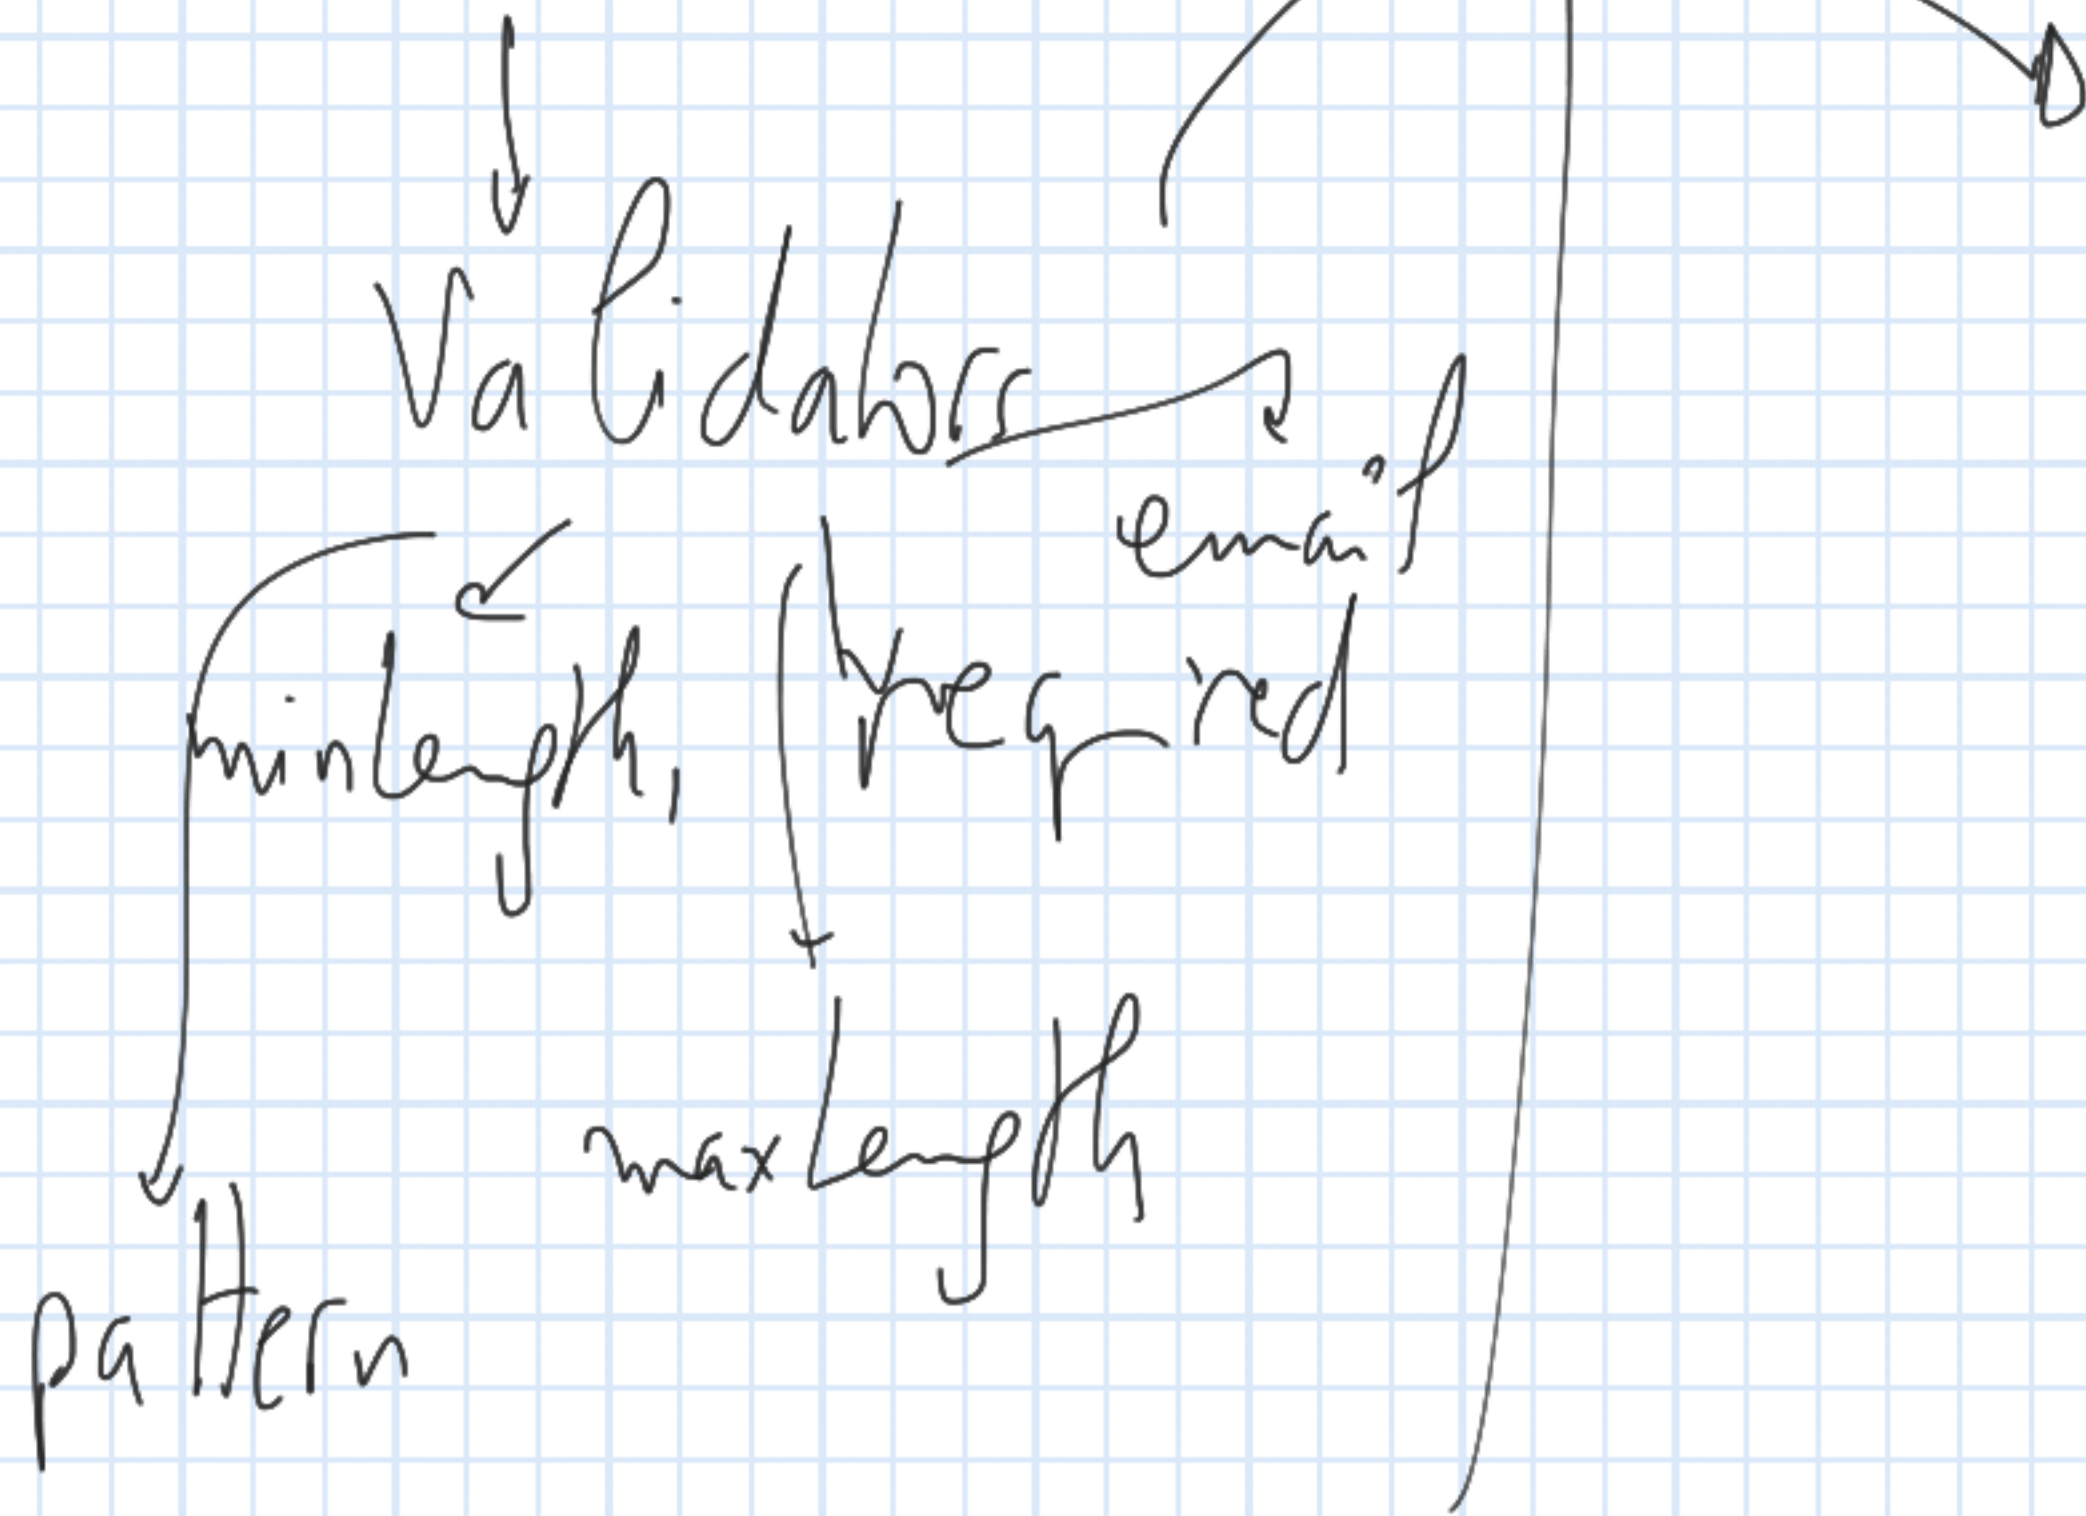 Validators
email
minLength, required
maxLength
pattern